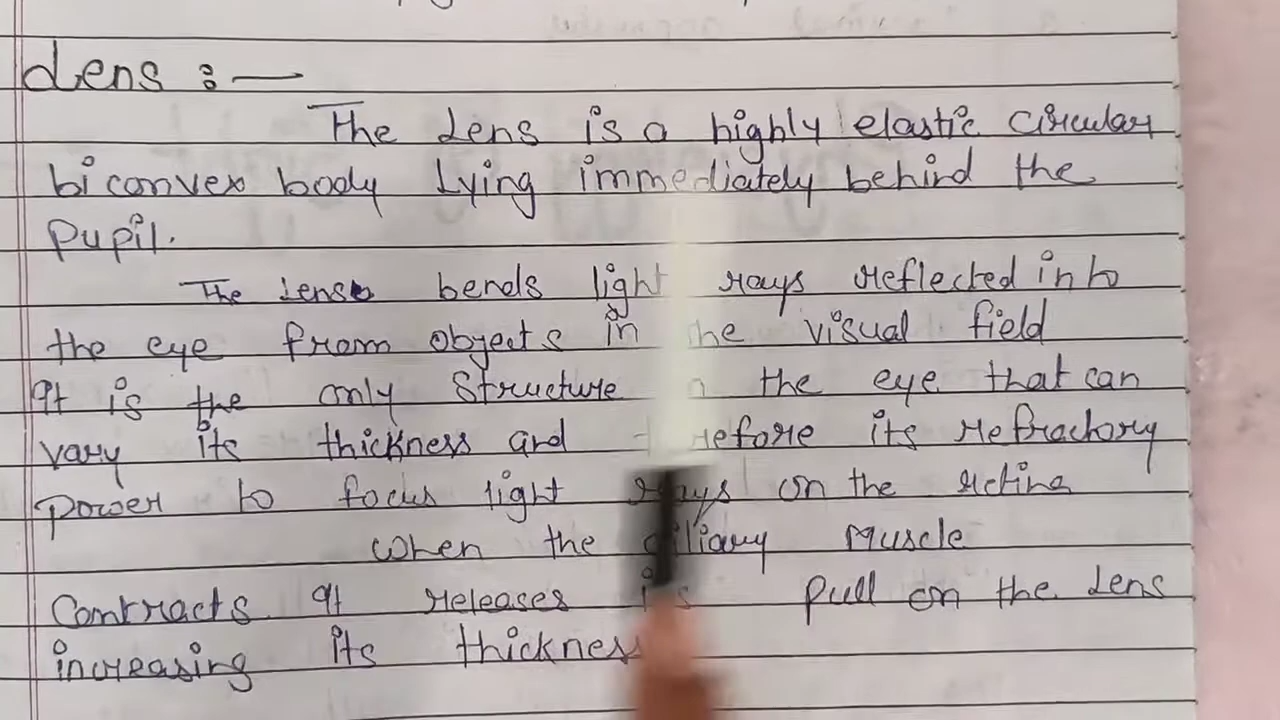 Lens :—
The Lens is a highly elastic circular
biconvex body Lying immediately behind the
Pupil.
The Lens bends light rays reflected into
the eye from objects in the visual field
It is the only Structure the eye that can
vary its thickness and refractory
Power to focus light rays on the retina
when the ciliary Muscle
Contracts It releases its pull on the Lens
increasing its thickness